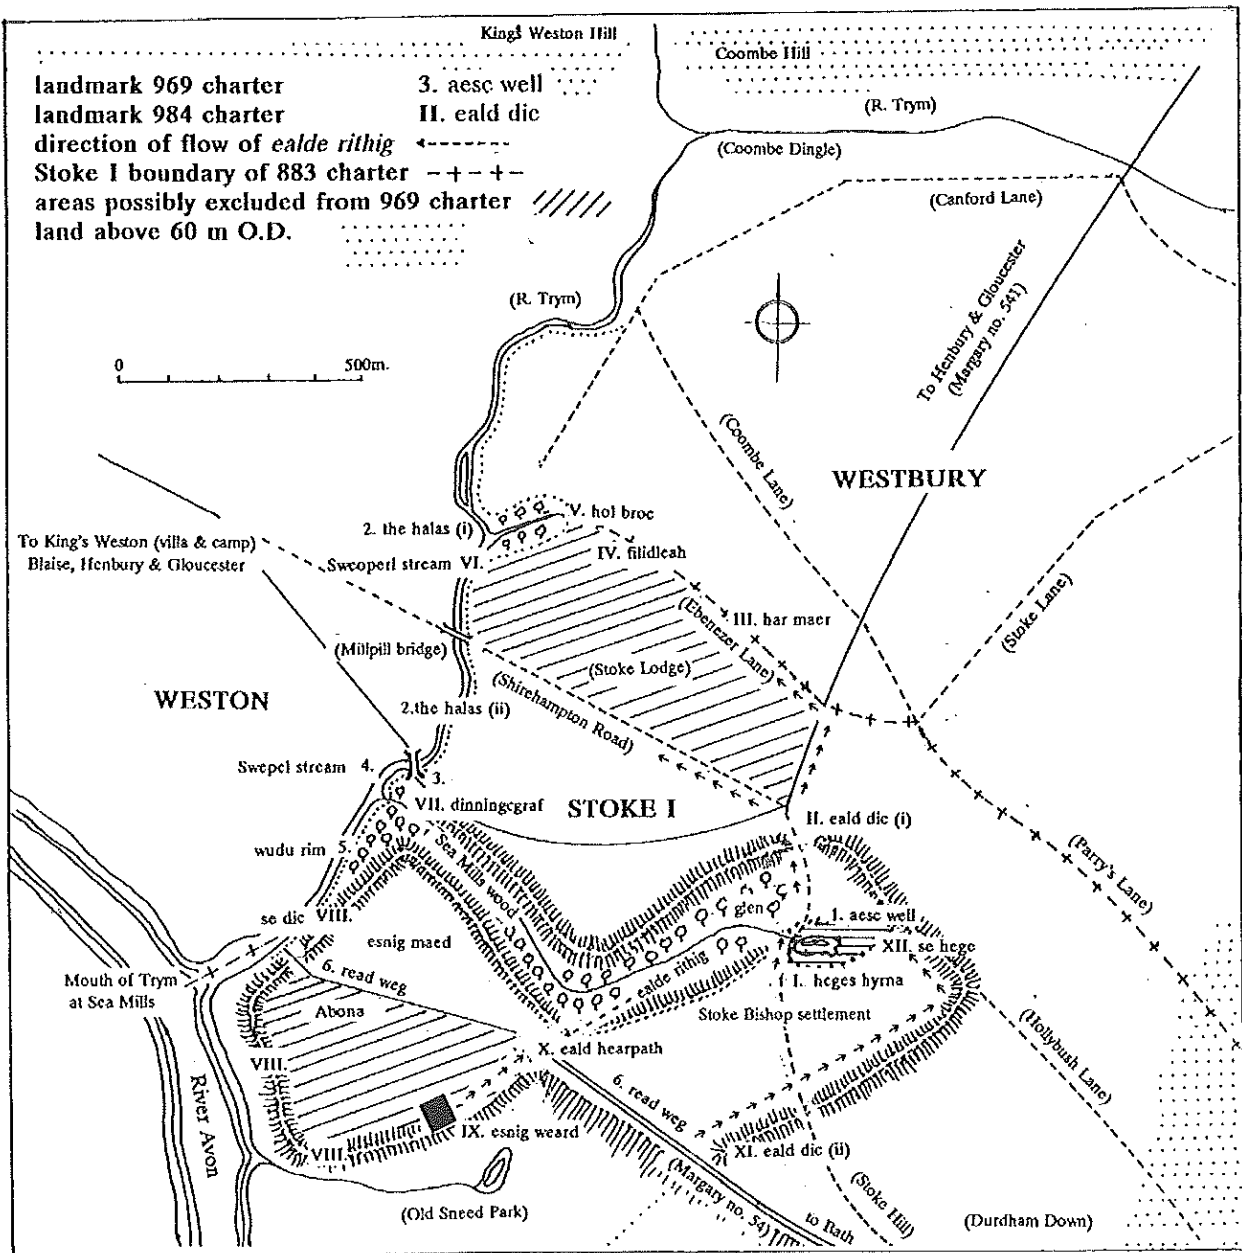 King's Weston Hill
Coombe Hill
landmark 969 charter 3. aesc well
landmark 984 charter II. eald dic
direction of flow of ealde rithig
Stoke I boundary of 883 charter
areas possibly excluded from 969 charter
land above 60 m O.D.
(R. Trym)
(Coombe Dingle)
(Canford Lane)
(R. Trym)
0 500m.
To Henbury & Gloucester
(Margary no. 541)
(Coombe Lane)
WESTBURY
2. the halas (i)
V. hol broc
To King's Weston (villa & camp)
Blaise, Henbury & Gloucester
Sweoperl stream VI.
IV. filidleah
(Stoke Lane)
(Ebenezer Lane)
III. har maer
(Millpill bridge)
(Stoke Lodge)
(Shirehampton Road)
WESTON
2.the halas (ii)
Swepel stream 4.
3.
VII. dinningcgraf
STOKE I
II. eald dic (i)
wudu rim 5.
Sea Mills wood
(Parry's Lane)
glen
I. aesc well
se dic VIII.
esnig maed
XII. se hege
ealde rithig
I. heges hyrna
Mouth of Trym
at Sea Mills
6. read weg
Abona
Stoke Bishop settlement
(Hollybush Lane)
X. eald hearpath
VIII.
6. read weg
River Avon
IX. esnig weard
VIII.
XI. eald dic (ii)
(Margary no. 54)
to Bath
(Stoke Hill)
(Old Sneed Park)
(Durdham Down)